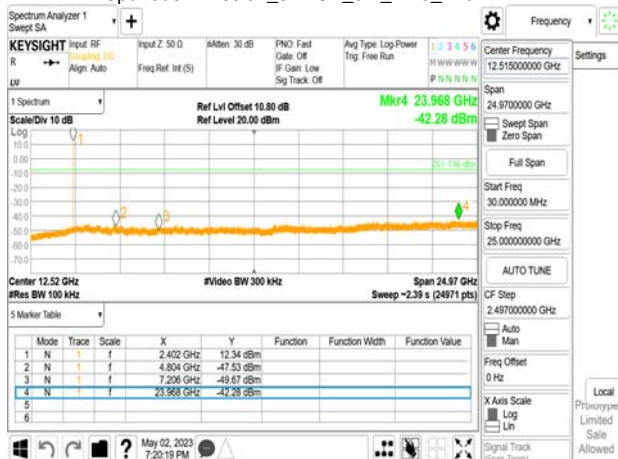 Spectrum Analyzer 1
Swept SA
+
Frequency
KEYSIGHT
R
LXI
Input: RF
Coupling: DC
Align: Auto
Input Z: 50 Ω
Freq Ref: Int (S)
#Atten: 30 dB
PNO: Fast
Gate: Off
IF Gain: Low
Sig Track: Off
Avg Type: Log-Power
Trig: Free Run
1 2 3 4 5 6
M W W W W W
P N N N N N
Center Frequency
12.515000000 GHz
Settings
Span
24.9700000 GHz
Swept Span
Zero Span
Full Span
Start Freq
30.000000 MHz
Stop Freq
25.000000000 GHz
AUTO TUNE
CF Step
2.497000000 GHz
Auto
Man
Freq Offset
0 Hz
X Axis Scale
Log
Lin
Signal Track
(Span Zoom)
Local
Prototype
Limited
Sale
Allowed
1 Spectrum
Scale/Div 10 dB
Ref Lvl Offset 10.80 dB
Ref Level 20.00 dBm
Mkr4 23.968 GHz
-42.28 dBm
Log
10.0
0.00
-10.0
-20.0
-30.0
-40.0
-50.0
-60.0
-70.0
1
2
3
4
Center 12.52 GHz
#Res BW 100 kHz
#Video BW 300 kHz
Span 24.97 GHz
Sweep ~2.39 s (24971 pts)
5 Marker Table
Mode Trace Scale X Y Function Function Width Function Value
1 N 1 f 2.402 GHz 12.34 dBm
2 N 1 f 4.804 GHz -47.53 dBm
3 N 1 f 7.206 GHz -49.67 dBm
4 N 1 f 23.968 GHz -42.28 dBm
5
6
?
May 02, 2023
7:20:19 PM